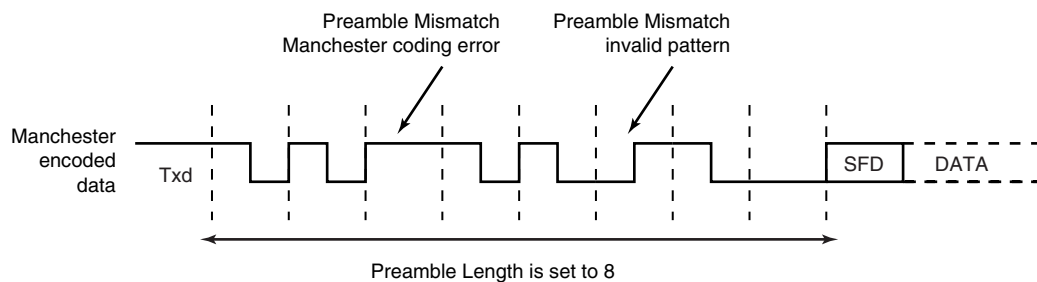 Preamble Mismatch
Manchester coding error
Preamble Mismatch
invalid pattern
Manchester
encoded
data
Txd
SFD
DATA
Preamble Length is set to 8